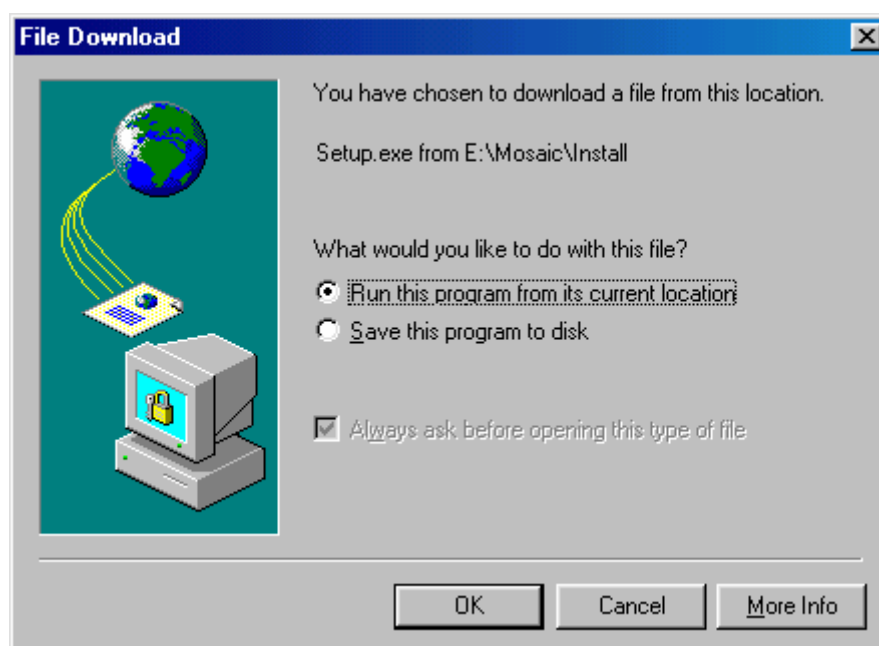 File Download
You have chosen to download a file from this location.
Setup.exe from E:\Mosaic\Install
What would you like to do with this file?
Run this program from its current location
Save this program to disk
Always ask before opening this type of file
OK
Cancel
More Info